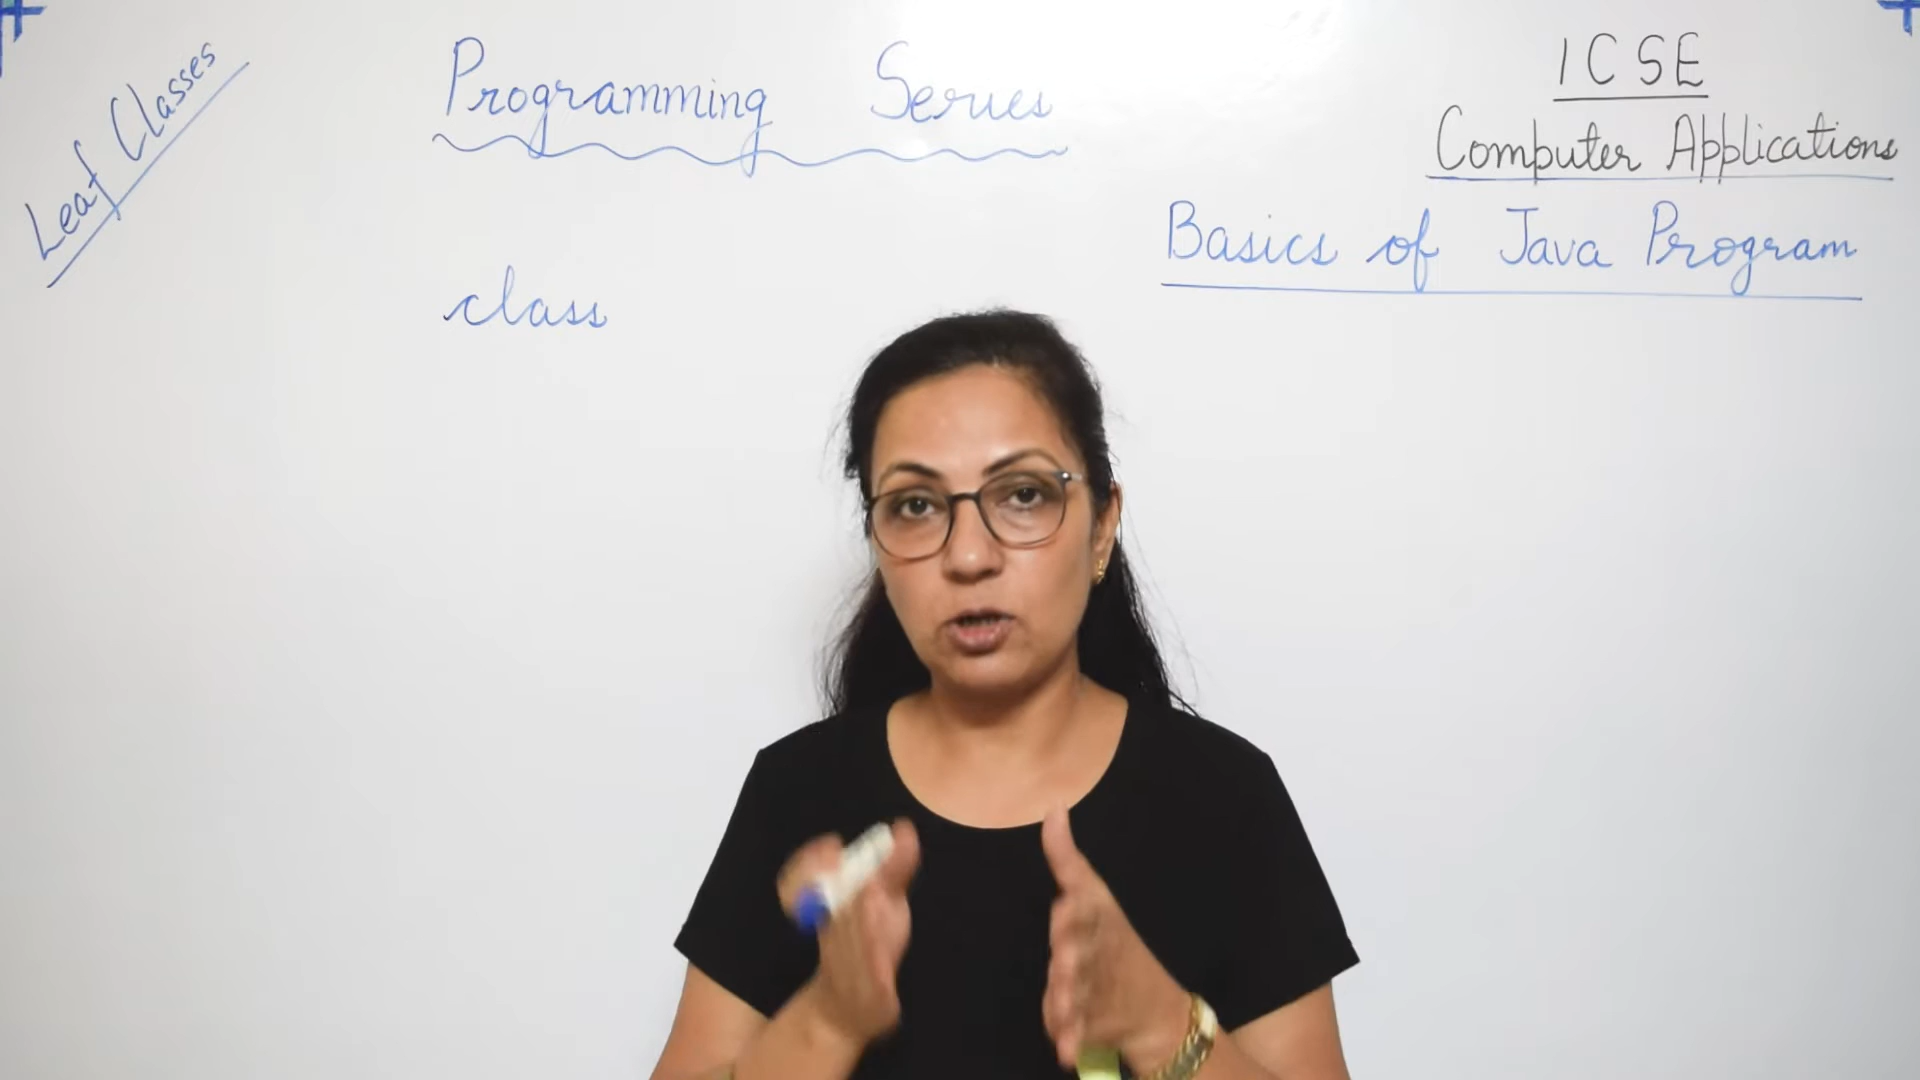 Leaf Classes
Programming Series
ICSE
Computer Applications
Basics of Java Program
class